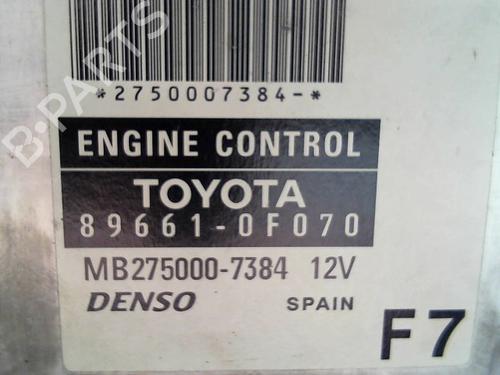 *2750007384-*
ENGINE CONTROL
TOYOTA
89661-0F070
MB275000-7384 12V
DENSO SPAIN
F7
B-PARTS